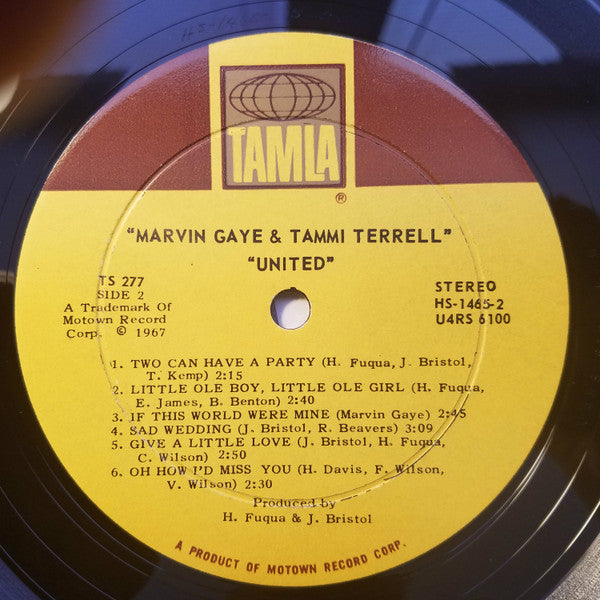 TAMLA
®
"MARVIN GAYE & TAMMI TERRELL"
"UNITED"
TS 277
SIDE 2
A Trademark Of
Motown Record
Corp. © 1967
STEREO
HS-1465-2
U4RS 6100
1. TWO CAN HAVE A PARTY (H. Fuqua, J. Bristol,
T. Kemp) 2:15
2. LITTLE OLE BOY, LITTLE OLE GIRL (H. Fuqua,
E. James, B. Benton) 2:40
3. IF THIS WORLD WERE MINE (Marvin Gaye) 2:45
4. SAD WEDDING (J. Bristol, R. Beavers) 3:09
5. GIVE A LITTLE LOVE (J. Bristol, H. Fuqua,
C. Wilson) 2:50
6. OH HOW I'D MISS YOU (H. Davis, F. Wilson,
V. Wilson) 2:30
Produced by
H. Fuqua & J. Bristol
A PRODUCT OF MOTOWN RECORD CORP.